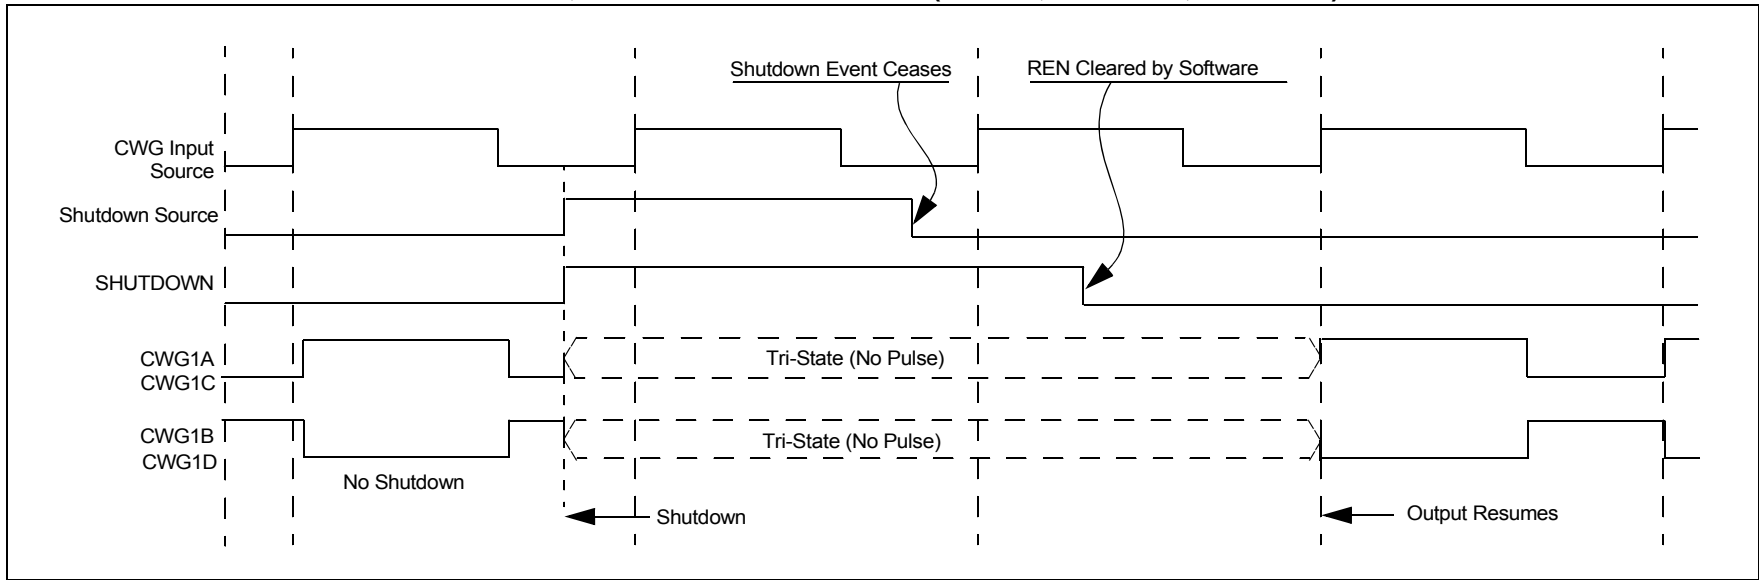 Shutdown Event Ceases
REN Cleared by Software
CWG Input
Source
Shutdown Source
SHUTDOWN
CWG1A
CWG1C
Tri-State (No Pulse)
CWG1B
CWG1D
Tri-State (No Pulse)
No Shutdown
Shutdown
Output Resumes